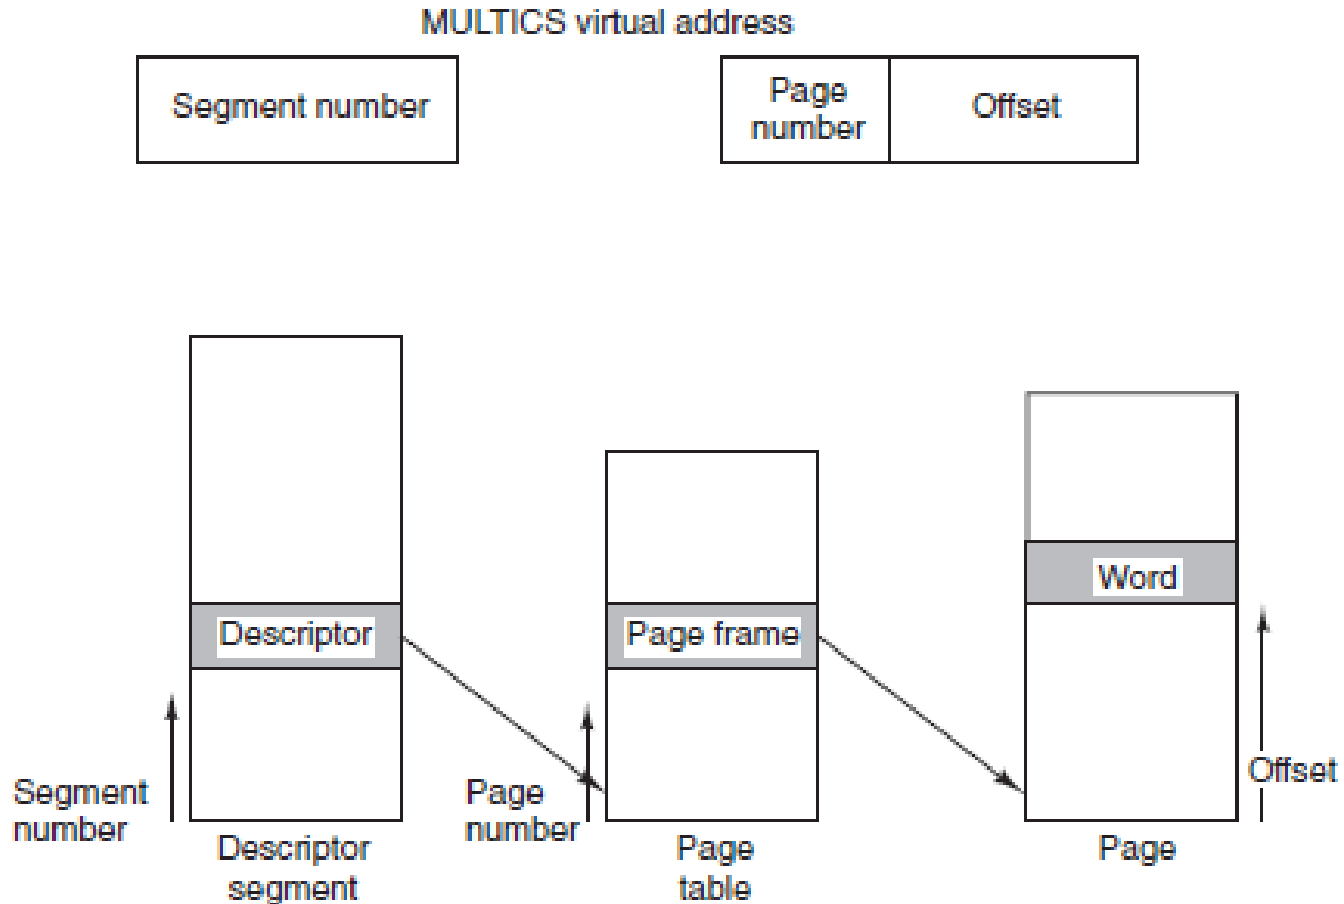 MULTICS virtual address
Segment number
Page
number
Offset
Descriptor
Page frame
Word
Segment
number
Page
number
Offset
Descriptor
segment
Page
table
Page